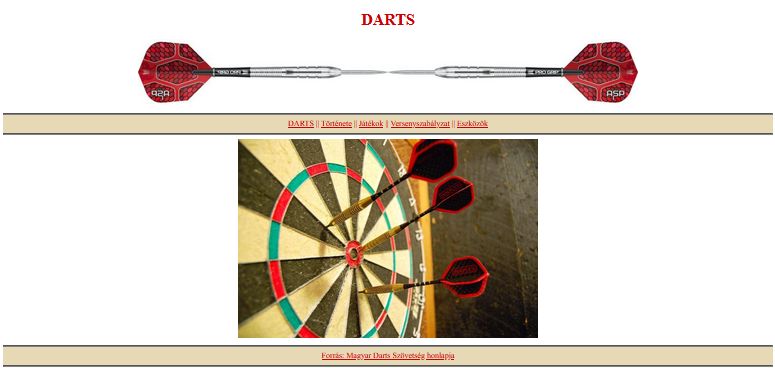 DARTS
ASP PRO GRIP PRO GRIP ASP
DARTS || Története || Játékok || Versenyszabályzat || Eszközök
Forrás: Magyar Darts Szövetség honlapja